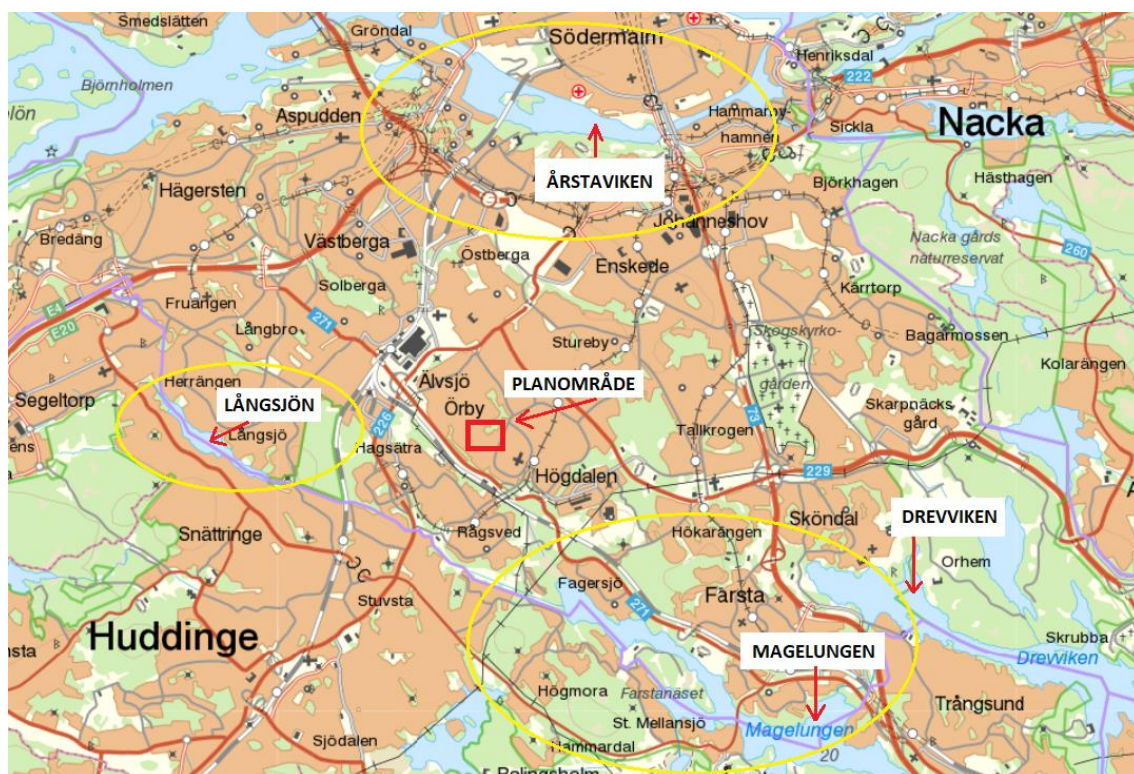 Smedslätten
Gröndal
Södermalm
Henriksdal
222
Björnholmen
Aspudden
Hammarby-
hamnen
Sickla
Nacka
ÅRSTAVIKEN
Hägersten
Björkhagen
Hästhagen
Bredäng
Västberga
Johanneshov
Östberga
Nacka gårds
naturreservat
260
Enskede
Solberga
Kärrtorp
E4
E20
Fruängen
271
Långbro
Stureby
Skogskyrko-
gården
Bagarmossen
Kolarängen
Herrängen
Älvsjö
PLANOMRÅDE
Segeltorp
LÅNGSJÖN
Örby
73
Skarpnäcks
gård
226
Långsjö
Hagsätra
Tallkrogen
Högdalen
229
Snättringe
Rågsved
Hökarängen
Sköndal
DREVVIKEN
Orhem
Fagersjö
Farsta
Stuvsta
271
Huddinge
Skrubba
MAGELUNGEN
Drevviken
Högmora
Farstanäset
Trångsund
St. Mellansjö
Magelungen
Sjödalen
Hammardal
20